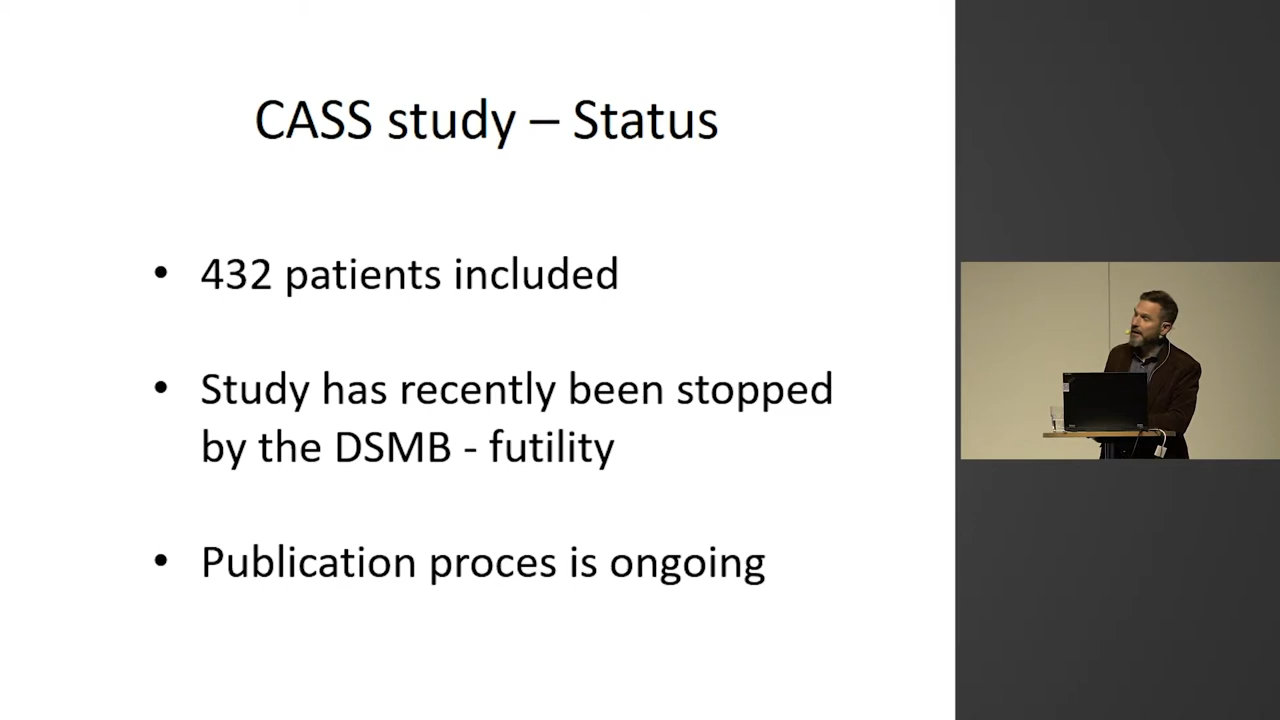 CASS study – Status
• 432 patients included
• Study has recently been stopped
by the DSMB - futility
• Publication proces is ongoing